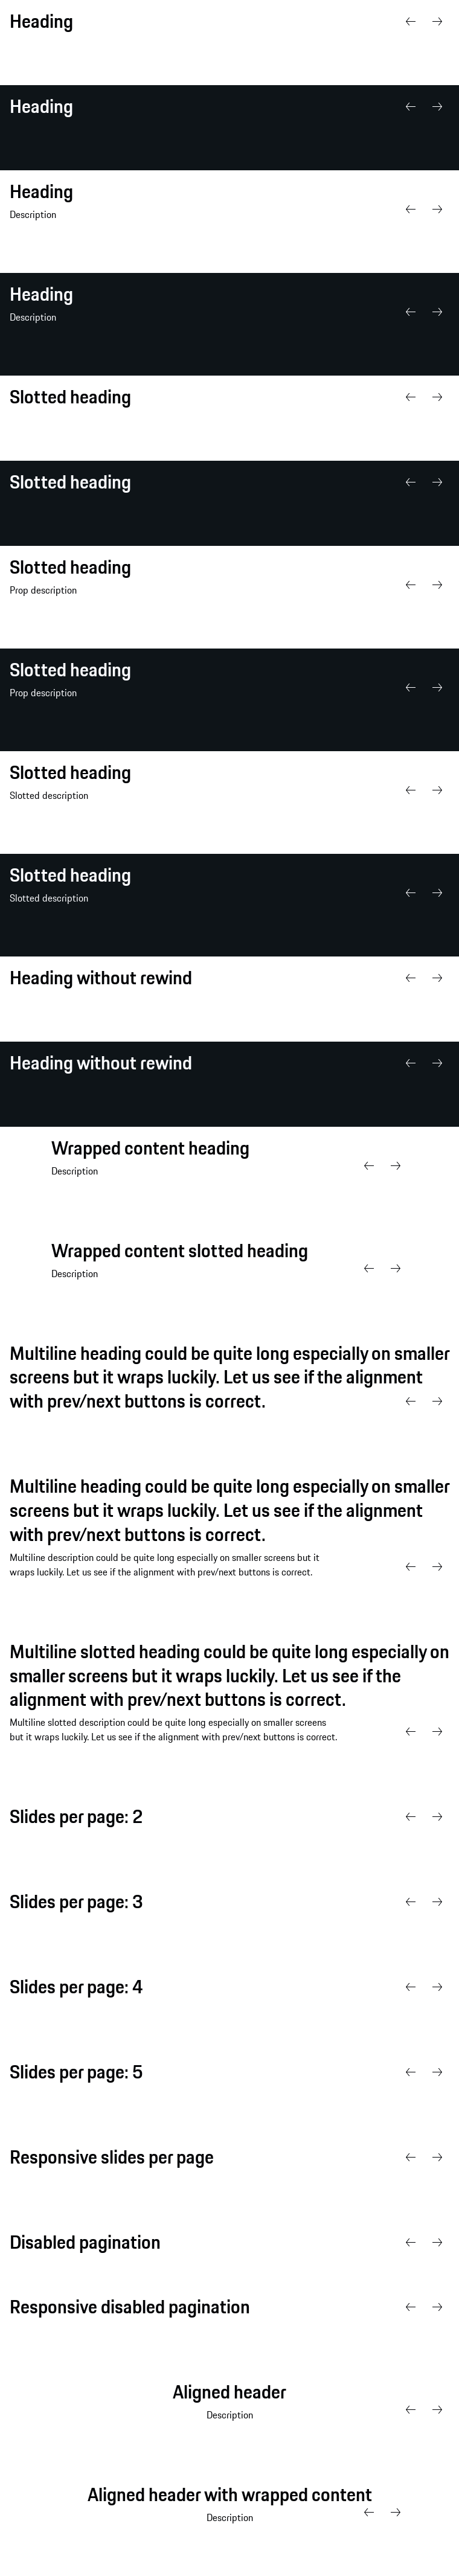 Heading
Heading
Heading
Description
Heading
Description
Slotted heading
Slotted heading
Slotted heading
Prop description
Slotted heading
Prop description
Slotted heading
Slotted description
Slotted heading
Slotted description
Heading without rewind
Heading without rewind
Wrapped content heading
Description
Wrapped content slotted heading
Description
Multiline heading could be quite long especially on smaller
screens but it wraps luckily. Let us see if the alignment
with prev/next buttons is correct.
Multiline heading could be quite long especially on smaller
screens but it wraps luckily. Let us see if the alignment
with prev/next buttons is correct.
Multiline description could be quite long especially on smaller screens but it
wraps luckily. Let us see if the alignment with prev/next buttons is correct.
Multiline slotted heading could be quite long especially on
smaller screens but it wraps luckily. Let us see if the
alignment with prev/next buttons is correct.
Multiline slotted description could be quite long especially on smaller screens
but it wraps luckily. Let us see if the alignment with prev/next buttons is correct.
Slides per page: 2
Slides per page: 3
Slides per page: 4
Slides per page: 5
Responsive slides per page
Disabled pagination
Responsive disabled pagination
Aligned header
Description
Aligned header with wrapped content
Description